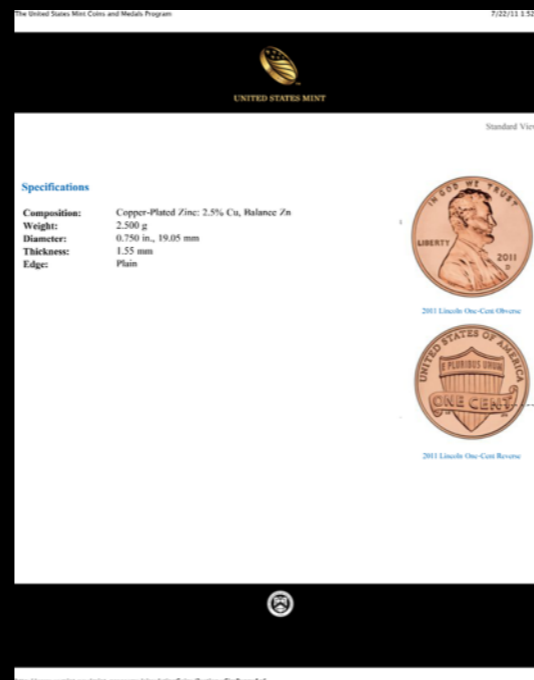 The United States Mint Coins and Medals Program
7/22/11 1:52
UNITED STATES MINT
Standard View
Specifications
Composition: Copper-Plated Zinc: 2.5% Cu, Balance Zn
Weight: 2.500 g
Diameter: 0.750 in., 19.05 mm
Thickness: 1.55 mm
Edge: Plain
IN GOD WE TRUST
LIBERTY
2011
D
2011 Lincoln One-Cent Obverse
UNITED STATES OF AMERICA
E PLURIBUS UNUM
ONE CENT
2011 Lincoln One-Cent Reverse